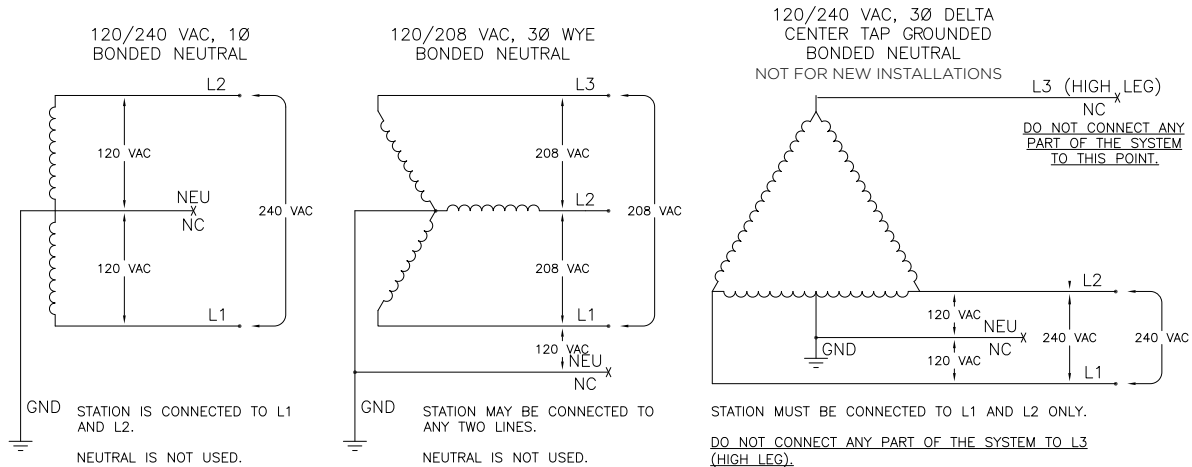 120/240 VAC, 1Ø
BONDED NEUTRAL
L2
120 VAC
NEU
NC
240 VAC
120 VAC
L1
GND
STATION IS CONNECTED TO L1
AND L2.
NEUTRAL IS NOT USED.
120/208 VAC, 3Ø WYE
BONDED NEUTRAL
L3
208 VAC
L2
208 VAC
208 VAC
L1
120 VAC
NEU
NC
GND
STATION MAY BE CONNECTED TO
ANY TWO LINES.
NEUTRAL IS NOT USED.
120/240 VAC, 3Ø DELTA
CENTER TAP GROUNDED
BONDED NEUTRAL
NOT FOR NEW INSTALLATIONS
L3 (HIGH LEG)
NC
DO NOT CONNECT ANY
PART OF THE SYSTEM
TO THIS POINT.
L2
120 VAC
NEU
GND
NC
240 VAC
240 VAC
120 VAC
L1
STATION MUST BE CONNECTED TO L1 AND L2 ONLY.
DO NOT CONNECT ANY PART OF THE SYSTEM TO L3
(HIGH LEG).